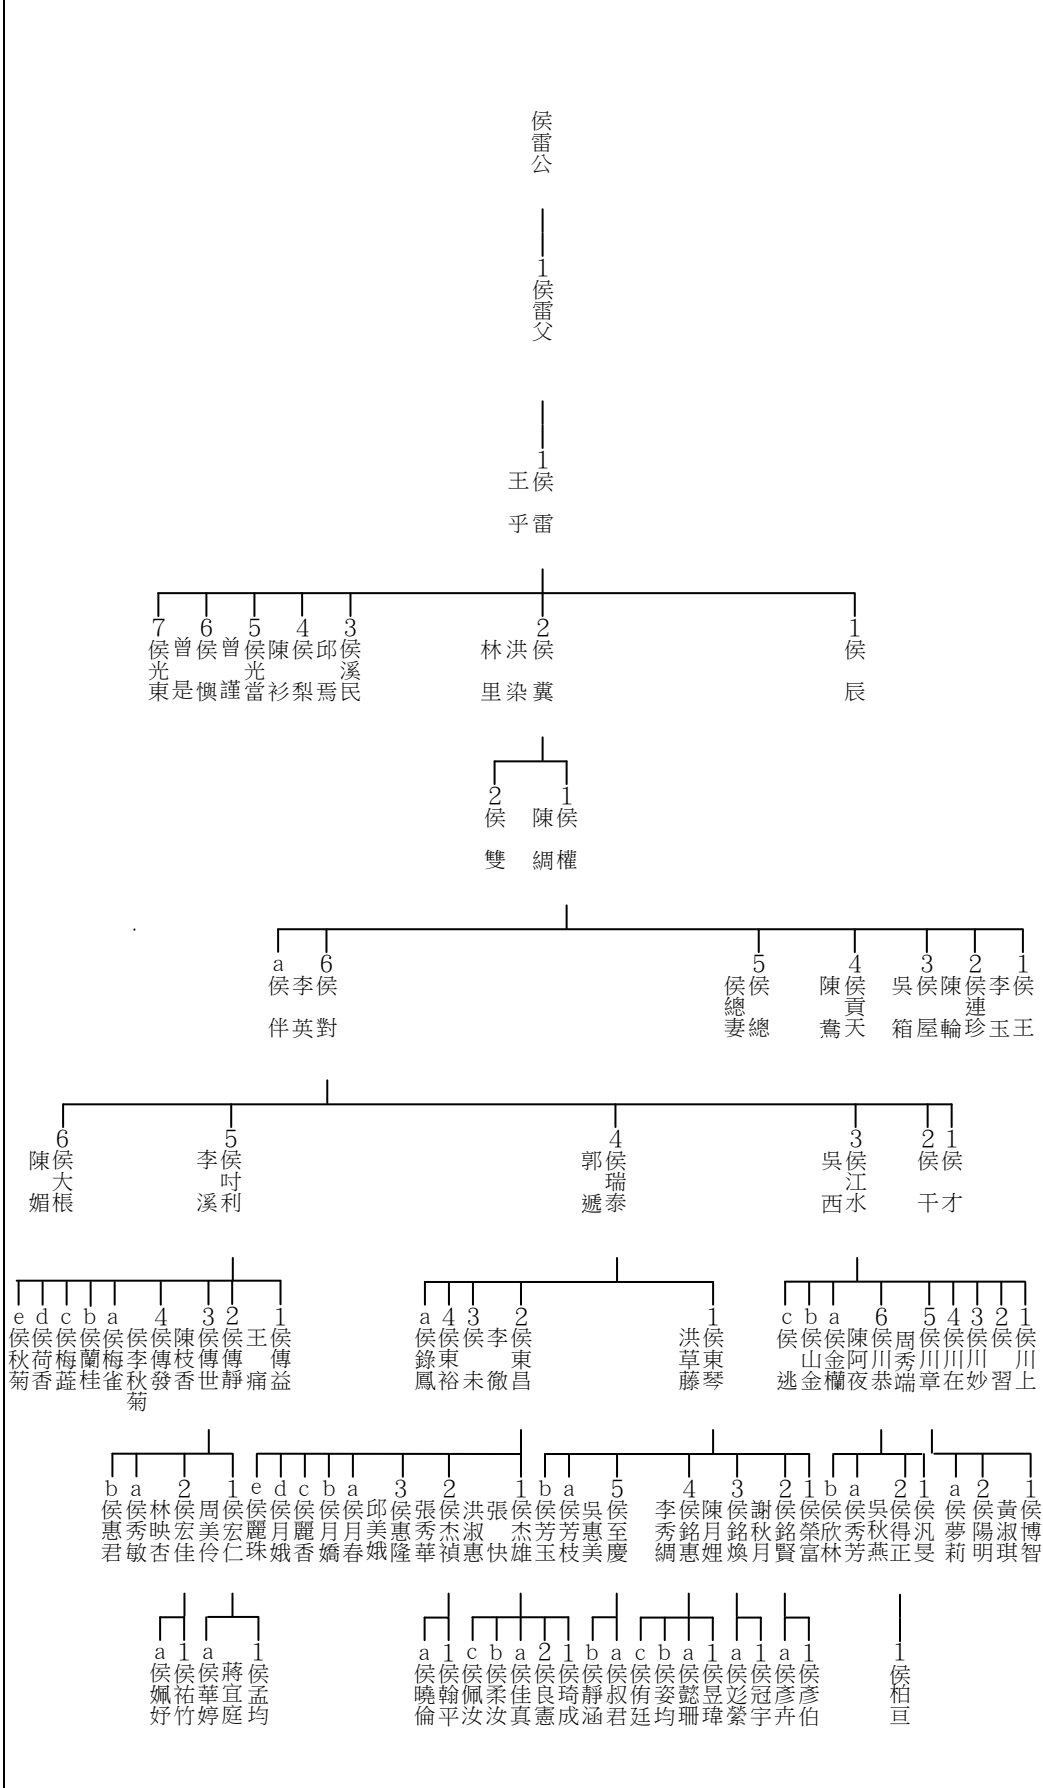 侯雷公
1侯雷父
1侯 雷
王 乎
1侯 辰
2侯 糞
洪 染
林 里
3侯溪民
邱 焉
4侯 梨
陳 衫
5侯光當
曾 謹
6侯 懊
曾 是
7侯光東
1侯 權
陳 綢
2侯 雙
1侯 王
李 玉
2侯連珍
陳 輪
3侯 屋
吳 箱
4侯貢天
陳 鴦
5侯 總
侯總妻
6侯 對
李 英
a侯 伴
1侯 才
2侯 干
3侯江水
吳 西
4侯瑞泰
郭 遞
5侯吋利
李 溪
6侯大棖
陳 媚
1侯川上
2侯 習
3侯川妙
4侯川在
5侯川章
周秀端
6侯川恭
陳阿夜
a侯金欄
b侯山金
c侯 逃
1侯東琴
洪草藤
2侯東昌
李 徹
3侯 未
4侯東裕
a侯錄鳳
1侯傳益
王 痛
2侯傳靜
3侯傳世
陳枝香
4侯傳發
侯李秋菊
a侯梅雀
b侯蘭桂
c侯梅蕋
d侯荷香
e侯秋菊
1侯博智
黃淑琪
2侯陽明
a侯夢莉
1侯汎旻
2侯得正
吳秋燕
a侯秀芳
b侯欣林
1侯榮富
2侯銘賢
謝秋月
3侯銘煥
陳月娌
4侯銘惠
李秀綢
5侯至慶
吳惠美
a侯芳枝
b侯芳玉
1侯杰雄
張 快
洪淑惠
2侯杰禎
張秀華
3侯惠隆
邱美娥
a侯月春
b侯月嬌
c侯麗香
d侯月娥
e侯麗珠
1侯宏仁
周美伶
2侯宏佳
林映杏
a侯秀敏
b侯惠君
1侯柏亘
1侯彥伯
a侯彥卉
1侯冠宇
a侯彣縈
1侯昱瑋
a侯懿珊
b侯姿均
c侯侑廷
a侯叔君
b侯靜涵
1侯琦成
2侯良憲
a侯佳真
b侯柔汝
c侯佩汝
1侯翰平
a侯曉倫
1侯孟均
蔣宜庭
a侯華婷
1侯祐竹
a侯姵妤